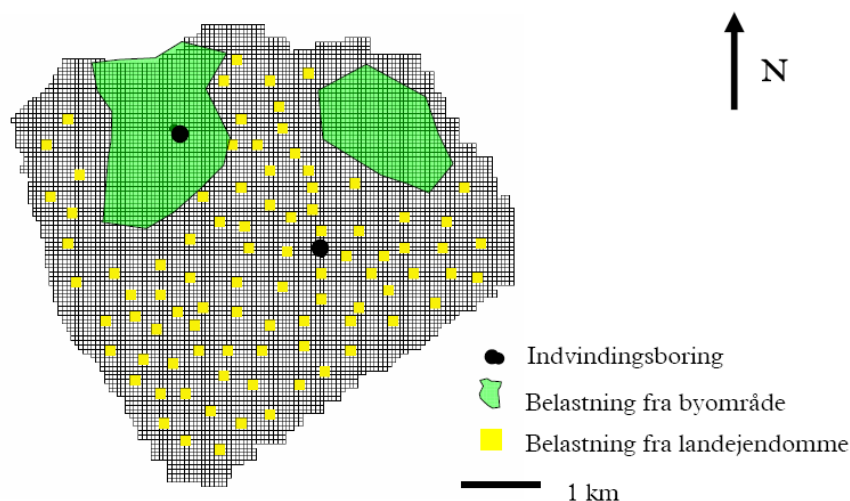 N
Indvindingsboring
Belastning fra byområde
Belastning fra landejendomme
1 km